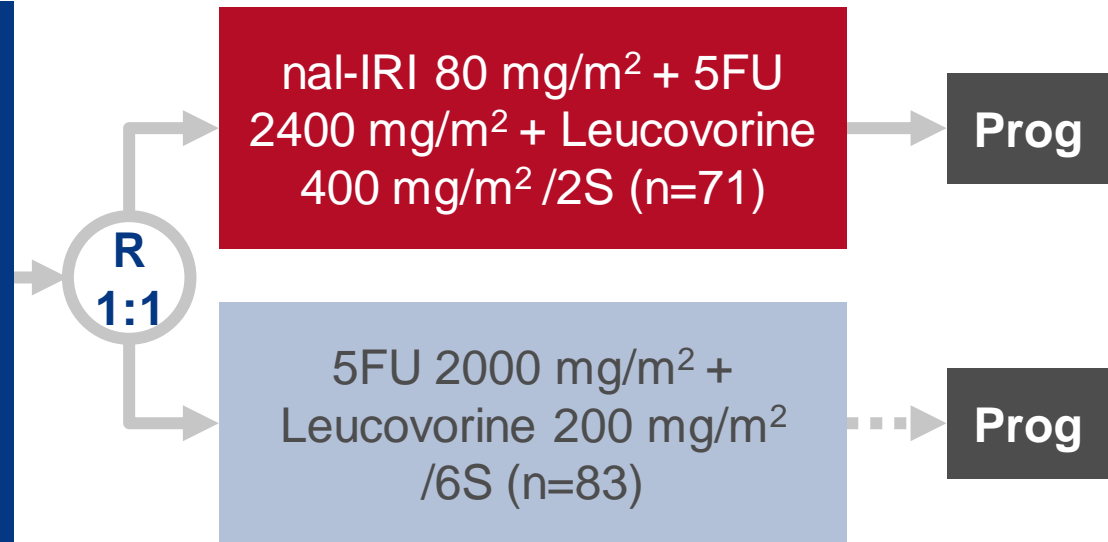 nal-IRI 80 mg/m² + 5FU
2400 mg/m² + Leucovorine
400 mg/m² /2S (n=71)
Prog
R
1:1
5FU 2000 mg/m² +
Leucovorine 200 mg/m²
/6S (n=83)
Prog